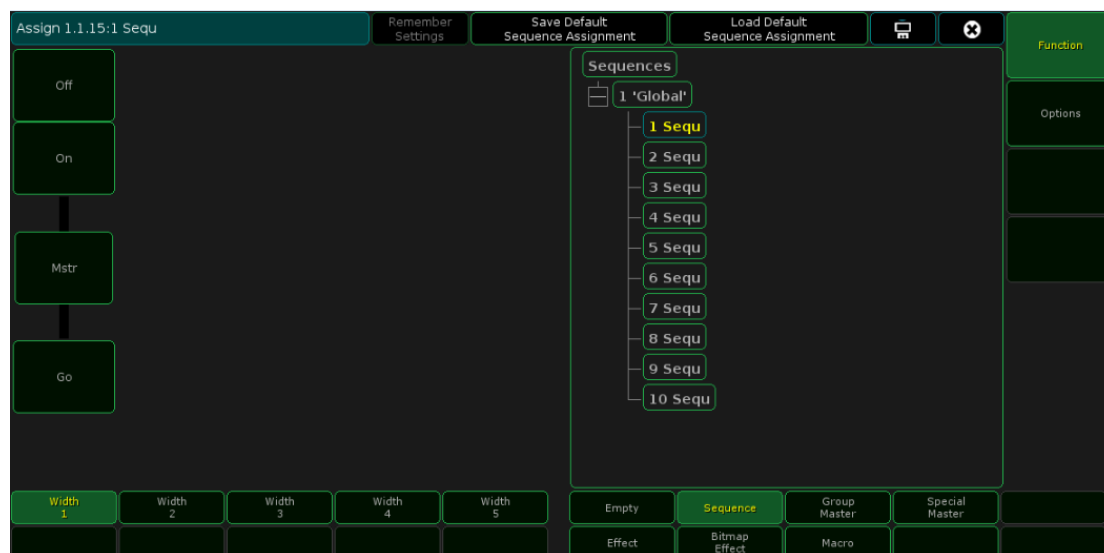 Assign 1.1.15:1 Sequ
Remember
Settings
Save Default
Sequence Assignment
Load Default
Sequence Assignment
Function
Options
Off
On
Mstr
Go
Sequences
1 'Global'
1 Sequ
2 Sequ
3 Sequ
4 Sequ
5 Sequ
6 Sequ
7 Sequ
8 Sequ
9 Sequ
10 Sequ
Width
1
Width
2
Width
3
Width
4
Width
5
Empty
Sequence
Group
Master
Special
Master
Effect
Bitmap
Effect
Macro